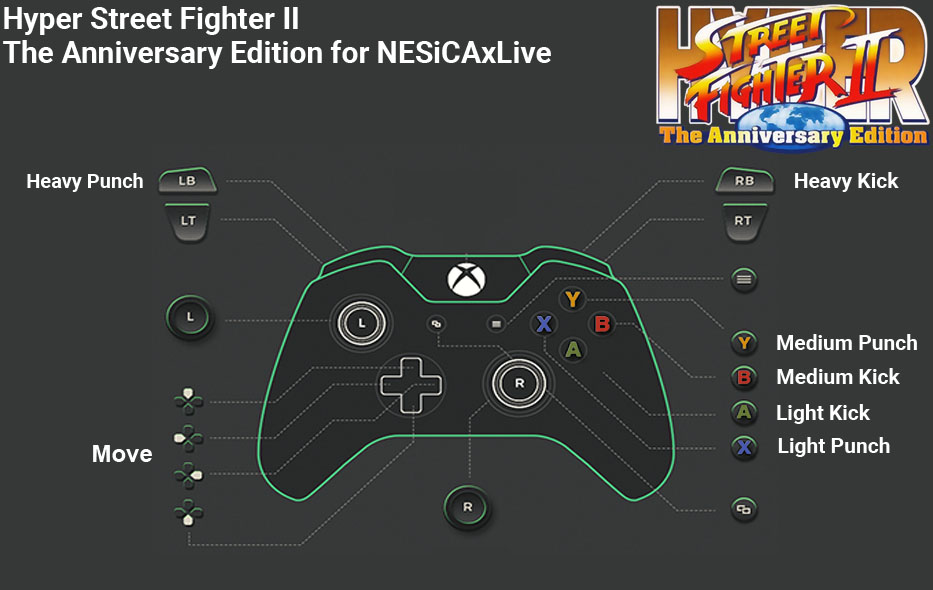 Hyper Street Fighter II
The Anniversary Edition for NESiCAxLive
HYPER
STREET
FIGHTER II
The Anniversary Edition
Heavy Punch
LB
RB
Heavy Kick
LT
RT
L
L
Y
X
B
A
Y
Medium Punch
R
B
Medium Kick
A
Light Kick
X
Light Punch
Move
R